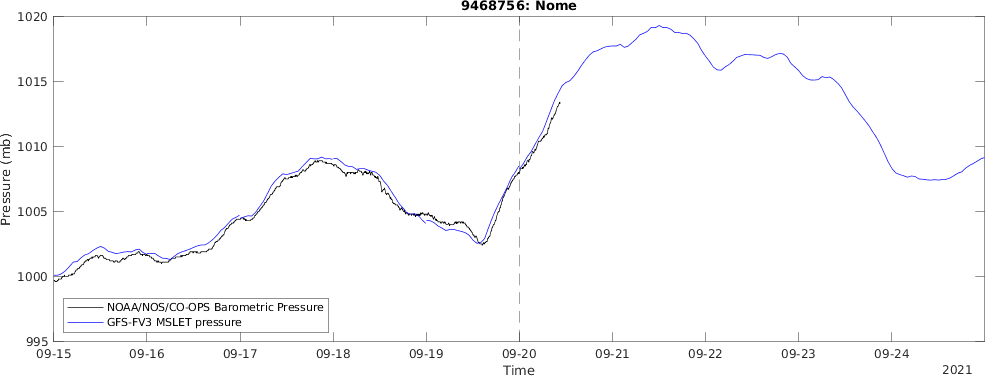 9468756: Nome
Pressure (mb)
1020
1015
1010
1005
1000
995
NOAA/NOS/CO-OPS Barometric Pressure
GFS-FV3 MSLET pressure
09-15 09-16 09-17 09-18 09-19 09-20 09-21 09-22 09-23 09-24
Time
2021